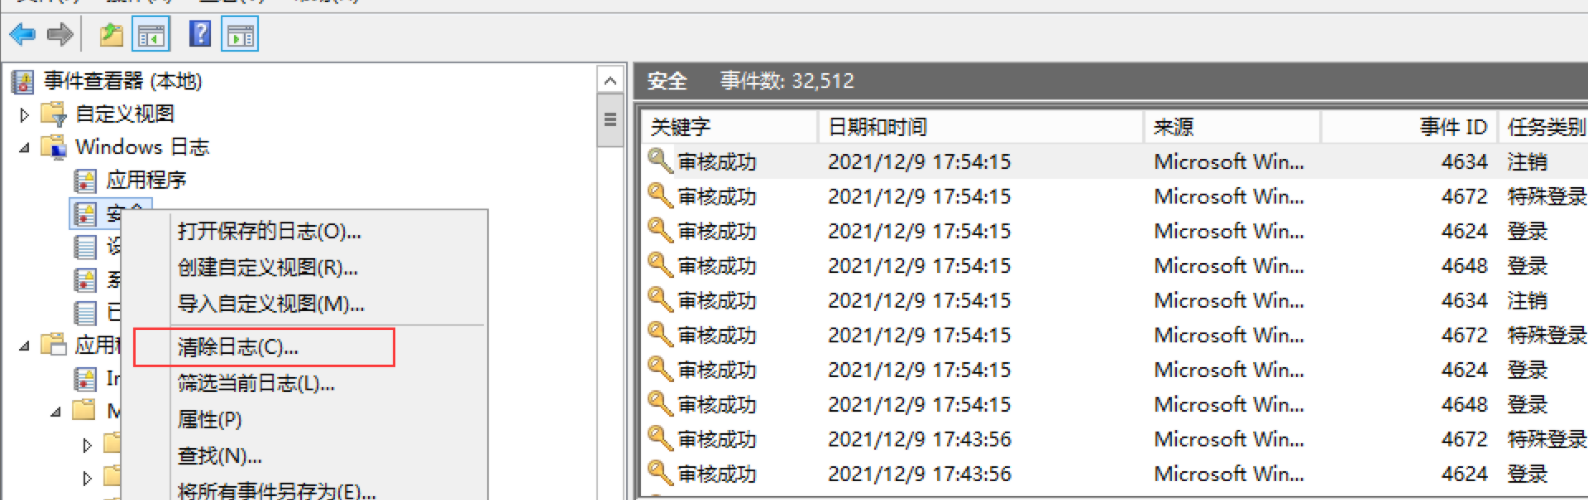 事件查看器 (本地)
自定义视图
Windows 日志
应用程序
安全
打开保存的日志(O)...
创建自定义视图(R)...
导入自定义视图(M)...
清除日志(C)...
筛选当前日志(L)...
属性(P)
查找(N)...
将所有事件另存为(E)...
设
系
已
应用程
In
M
安全 事件数: 32,512
关键字 日期和时间 来源 事件 ID 任务类别
审核成功 2021/12/9 17:54:15 Microsoft Win... 4634 注销
审核成功 2021/12/9 17:54:15 Microsoft Win... 4672 特殊登录
审核成功 2021/12/9 17:54:15 Microsoft Win... 4624 登录
审核成功 2021/12/9 17:54:15 Microsoft Win... 4648 登录
审核成功 2021/12/9 17:54:15 Microsoft Win... 4634 注销
审核成功 2021/12/9 17:54:15 Microsoft Win... 4672 特殊登录
审核成功 2021/12/9 17:54:15 Microsoft Win... 4624 登录
审核成功 2021/12/9 17:54:15 Microsoft Win... 4648 登录
审核成功 2021/12/9 17:43:56 Microsoft Win... 4672 特殊登录
审核成功 2021/12/9 17:43:56 Microsoft Win... 4624 登录